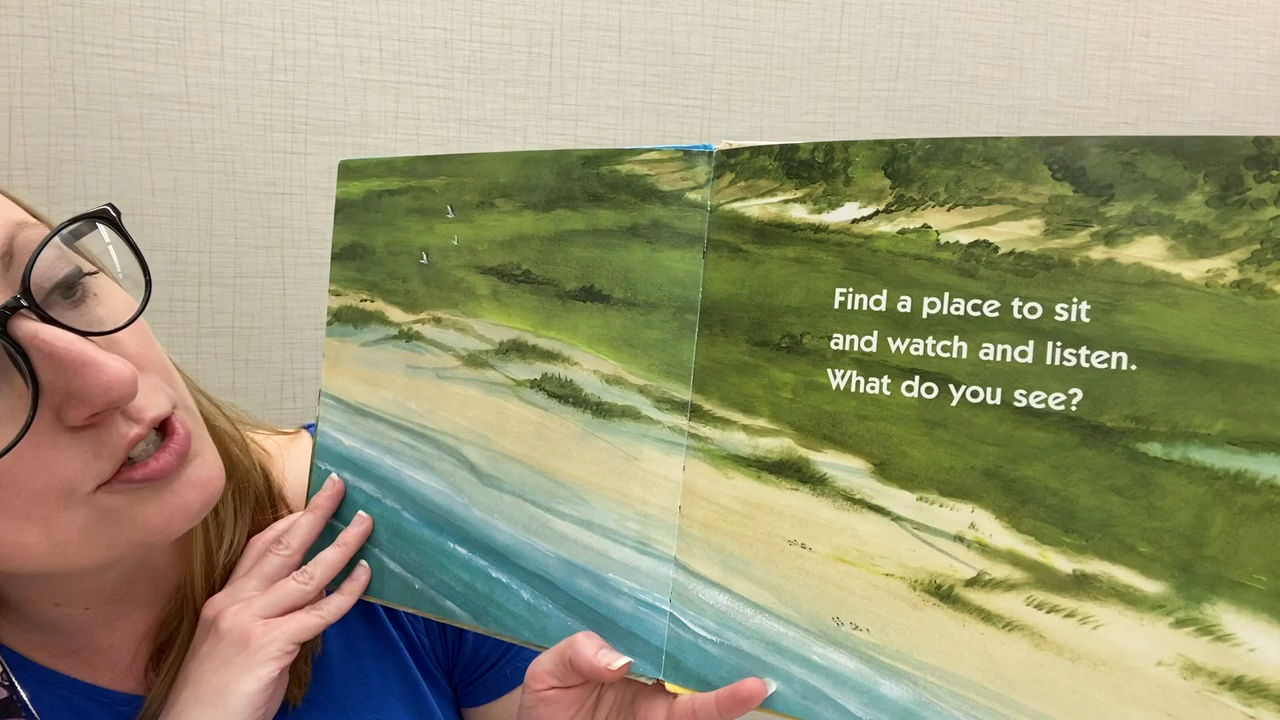 Find a place to sit
and watch and listen.
What do you see?